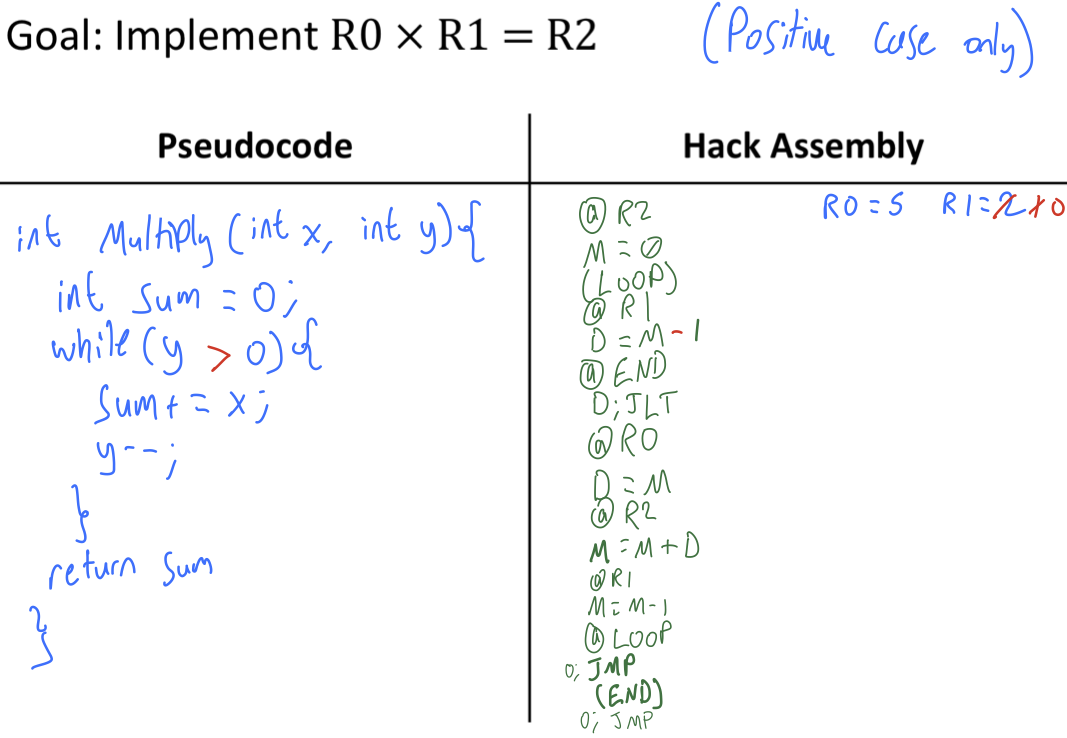 Goal: Implement R0 × R1 = R2
(Positive case only)
Pseudocode
int Multiply (int x, int y){
int sum = 0;
while (y > 0){
sum+ = x;
y--;
}
return sum
}
Hack Assembly
R0 = 5 R1 = 2 1 0
@ R2
M = 0
(LOOP)
@ R1
D = M - 1
@ END
D; JLT
@ R0
D = M
@ R2
M = M + D
@ R1
M = M - 1
@ LOOP
0; JMP
(END)
0; JMP